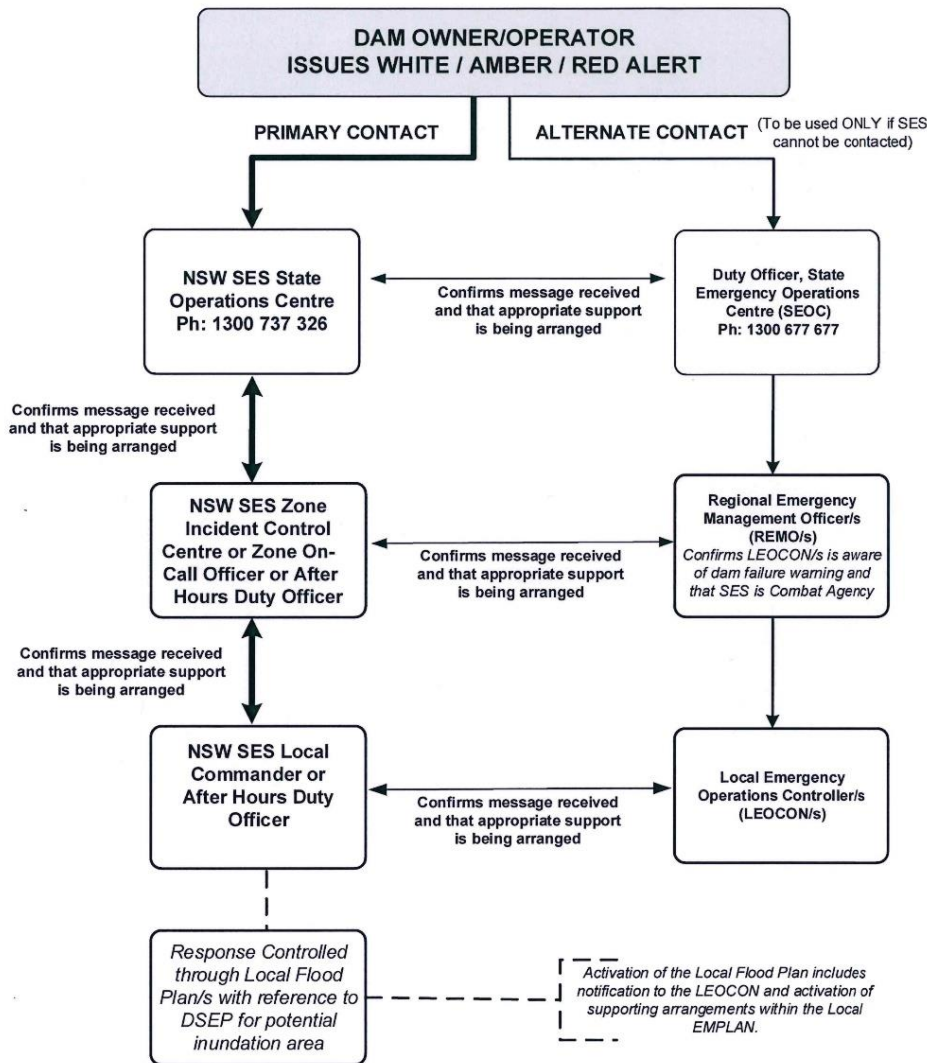 DAM OWNER/OPERATOR
ISSUES WHITE / AMBER / RED ALERT
PRIMARY CONTACT
ALTERNATE CONTACT
(To be used ONLY if SES
cannot be contacted)
NSW SES State
Operations Centre
Ph: 1300 737 326
Confirms message received
and that appropriate support
is being arranged
Duty Officer, State
Emergency Operations
Centre (SEOC)
Ph: 1300 677 677
Confirms message received
and that appropriate support
is being arranged
NSW SES Zone
Incident Control
Centre or Zone On-
Call Officer or After
Hours Duty Officer
Confirms message received
and that appropriate support
is being arranged
Regional Emergency
Management Officer/s
(REMO/s)
Confirms LEOCON/s is aware
of dam failure warning and
that SES is Combat Agency
Confirms message received
and that appropriate support
is being arranged
NSW SES Local
Commander or
After Hours Duty
Officer
Confirms message received
and that appropriate support
is being arranged
Local Emergency
Operations Controller/s
(LEOCON/s)
Response Controlled
through Local Flood
Plan/s with reference to
DSEP for potential
inundation area
Activation of the Local Flood Plan includes
notification to the LEOCON and activation of
supporting arrangements within the Local
EMPLAN.